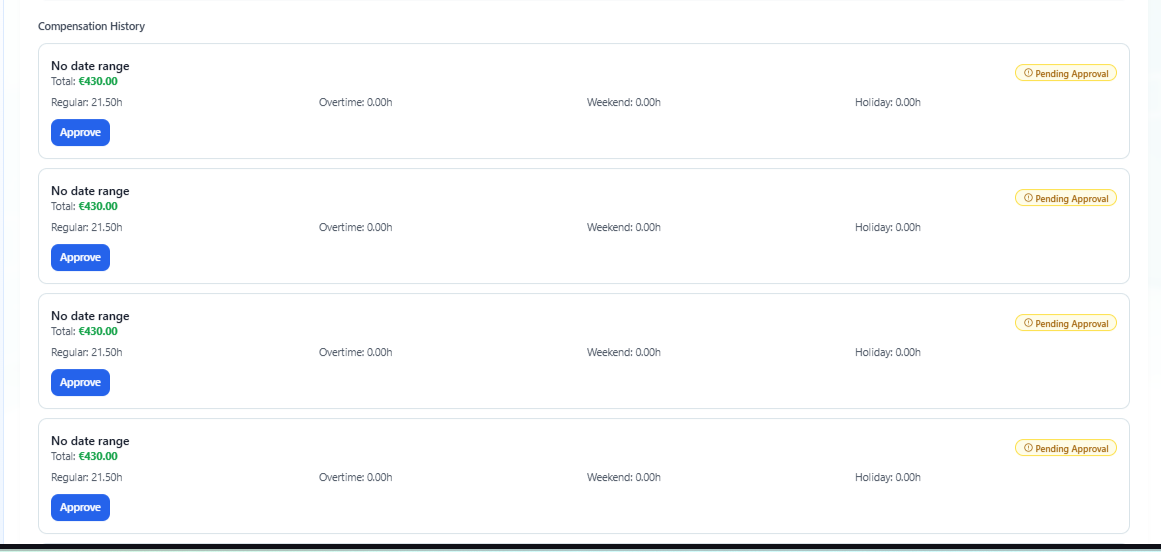 Compensation History
No date range
Total: €430.00
Pending Approval
Regular: 21.50h Overtime: 0.00h Weekend: 0.00h Holiday: 0.00h
Approve
No date range
Total: €430.00
Pending Approval
Regular: 21.50h Overtime: 0.00h Weekend: 0.00h Holiday: 0.00h
Approve
No date range
Total: €430.00
Pending Approval
Regular: 21.50h Overtime: 0.00h Weekend: 0.00h Holiday: 0.00h
Approve
No date range
Total: €430.00
Pending Approval
Regular: 21.50h Overtime: 0.00h Weekend: 0.00h Holiday: 0.00h
Approve